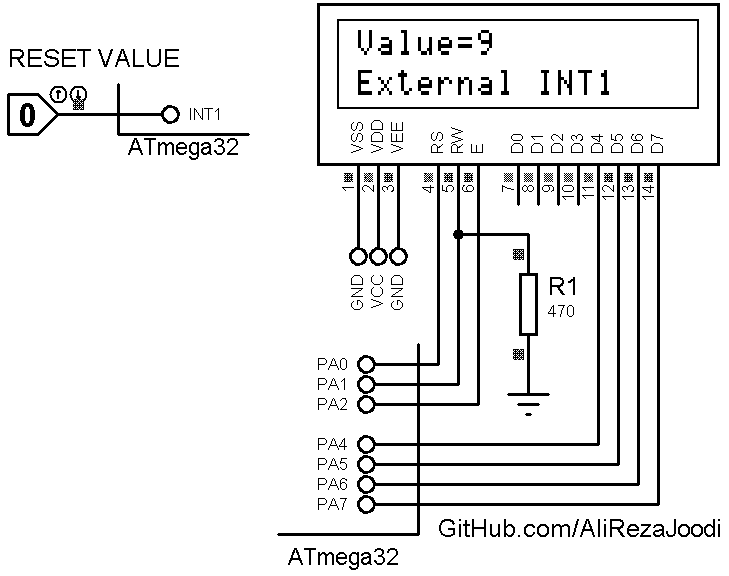 RESET VALUE
0
INT1
ATmega32
Value=9
External INT1
VSS VDD VEE RS RW E D0 D1 D2 D3 D4 D5 D6 D7
1 2 3 4 5 6 7 8 9 10 11 12 13 14
GND VCC GND
R1
470
PA0
PA1
PA2
PA4
PA5
PA6
PA7
GitHub.com/AliRezaJoodi
ATmega32